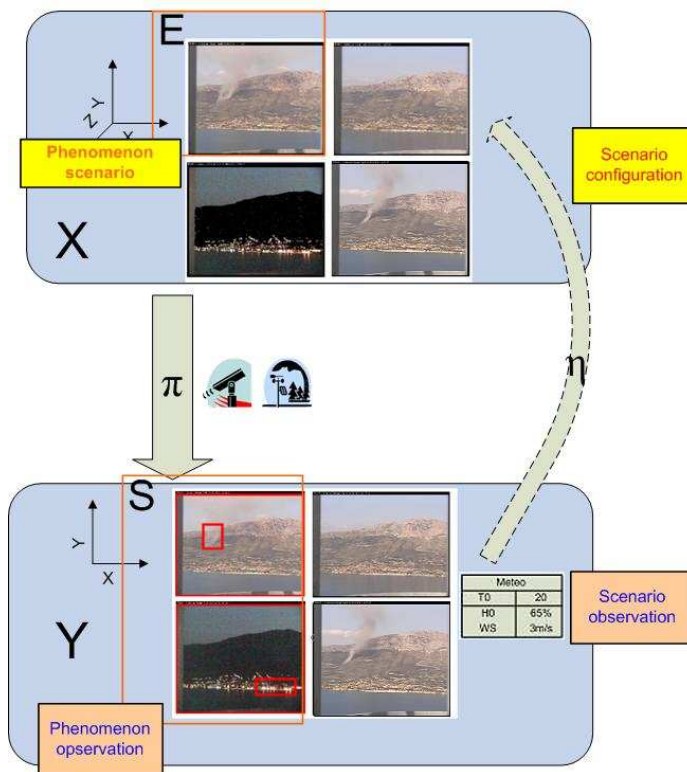 E
Y
Z
X
Phenomenon
scenario
Scenario
configuration
X
π
η
S
Y
X
Meteo
T0 20
H0 65%
WS 3m/s
Scenario
observation
Y
Phenomenon
opservation